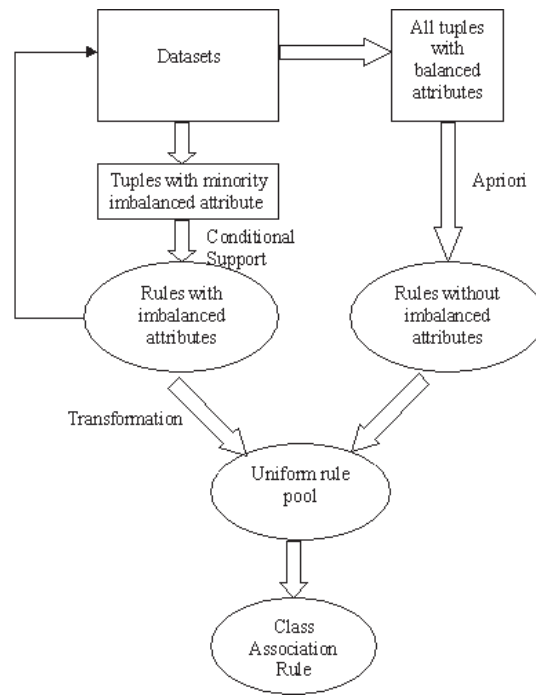 Datasets
All tuples
with
balanced
attributes
Tuples with minority
imbalanced attribute
Apriori
Conditional
Support
Rules with
imbalanced
attributes
Rules without
imbalanced
attributes
Transformation
Uniform rule
pool
Class
Association
Rule